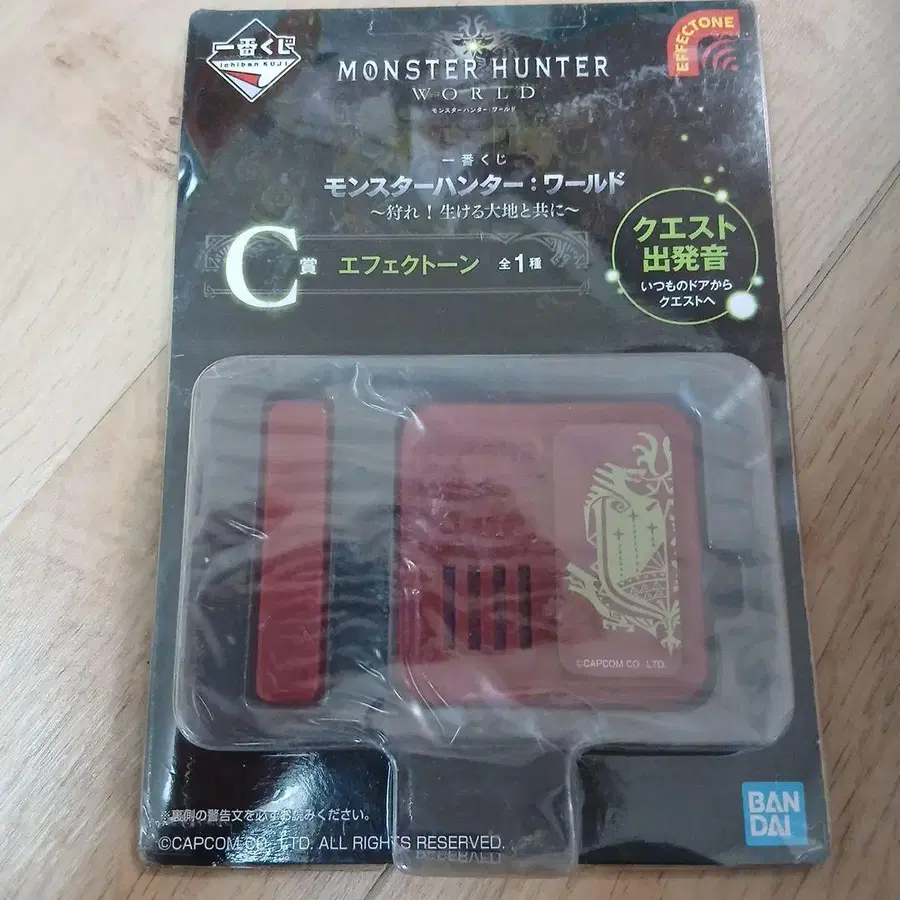 一番くじ
Ichiban KUJI
MONSTER HUNTER
WORLD
モンスターハンター:ワールド
EFFECTONE
一番くじ
モンスターハンター:ワールド
〜狩れ!生ける大地と共に〜
C賞 エフェクトーン 全1種
クエスト
出発音
いつものドアから
クエストへ
©CAPCOM CO., LTD.
※裏側の警告文を必ずお読みください。
©CAPCOM CO., LTD. ALL RIGHTS RESERVED.
BAN
DAI